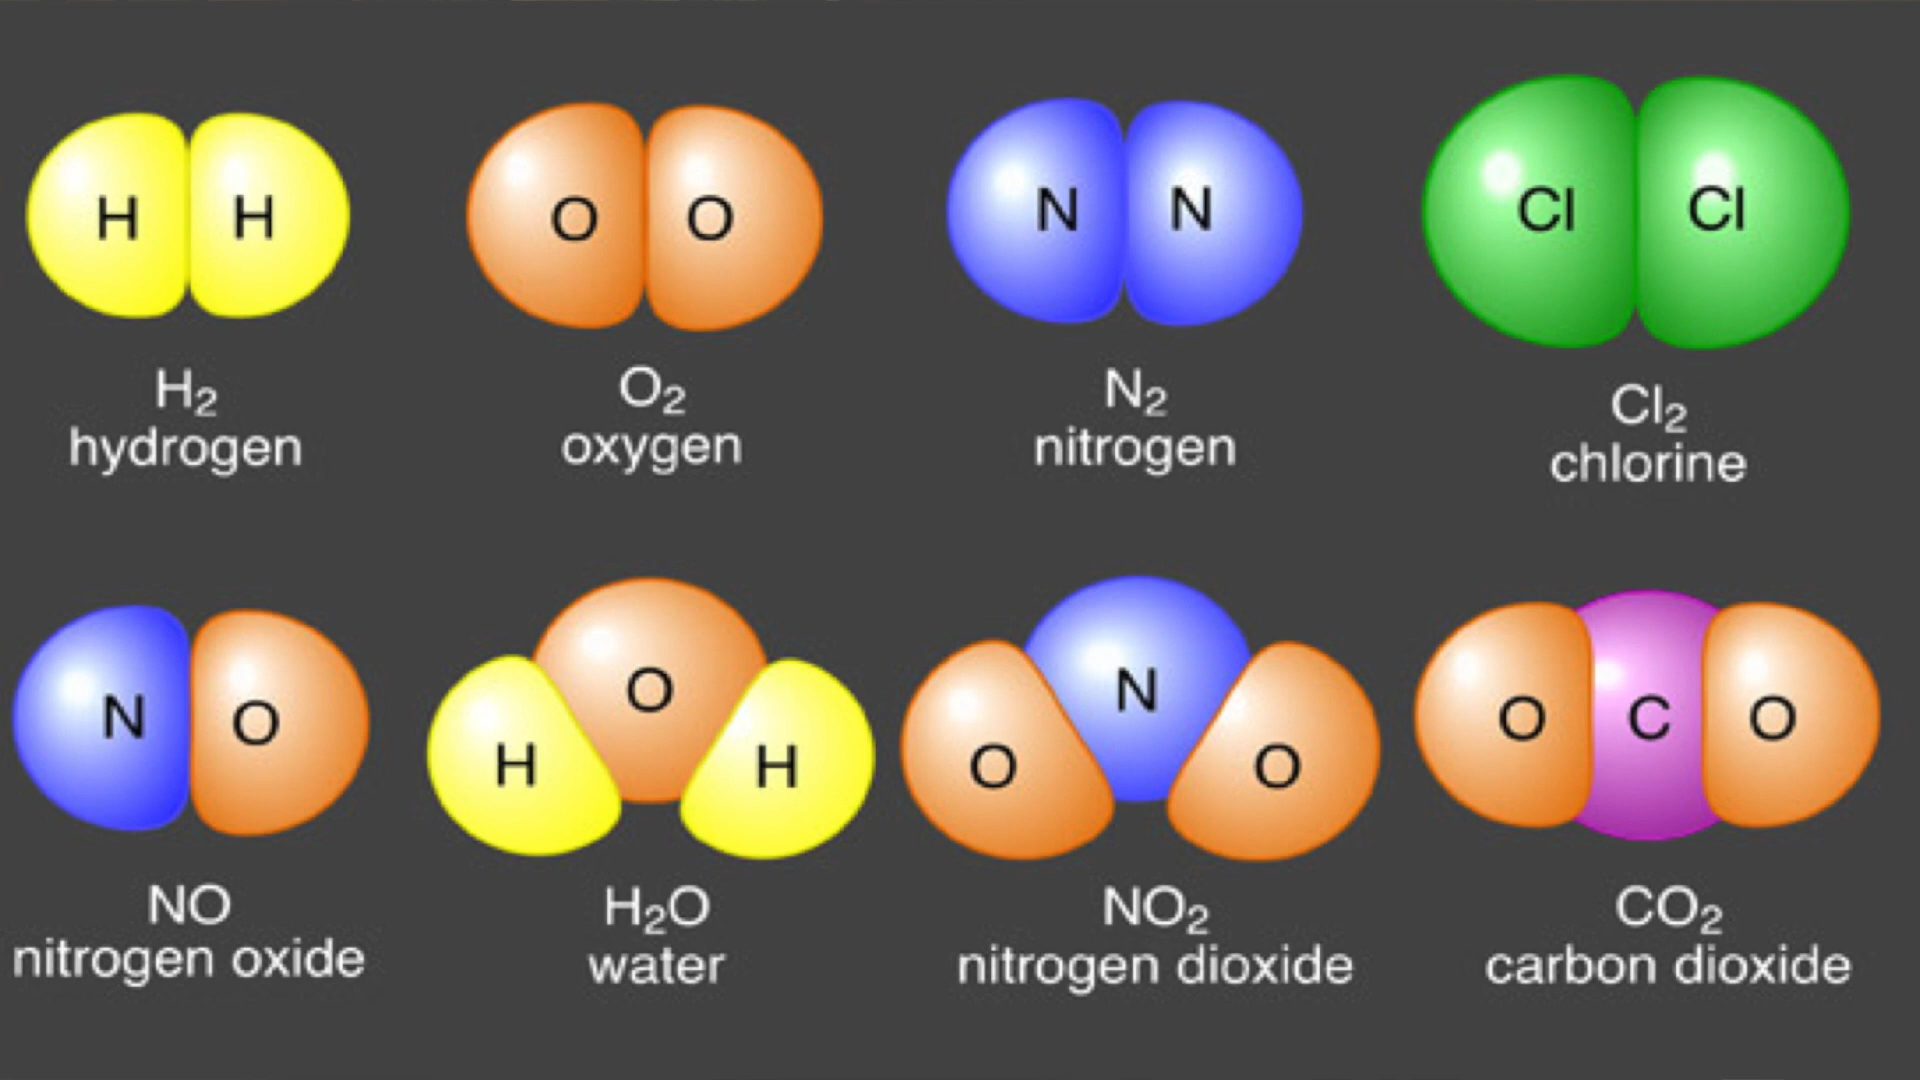 H H
O O
N N
Cl Cl
H₂
hydrogen
O₂
oxygen
N₂
nitrogen
Cl₂
chlorine
N O
H O H
O N O
O C O
NO
nitrogen oxide
H₂O
water
NO₂
nitrogen dioxide
CO₂
carbon dioxide